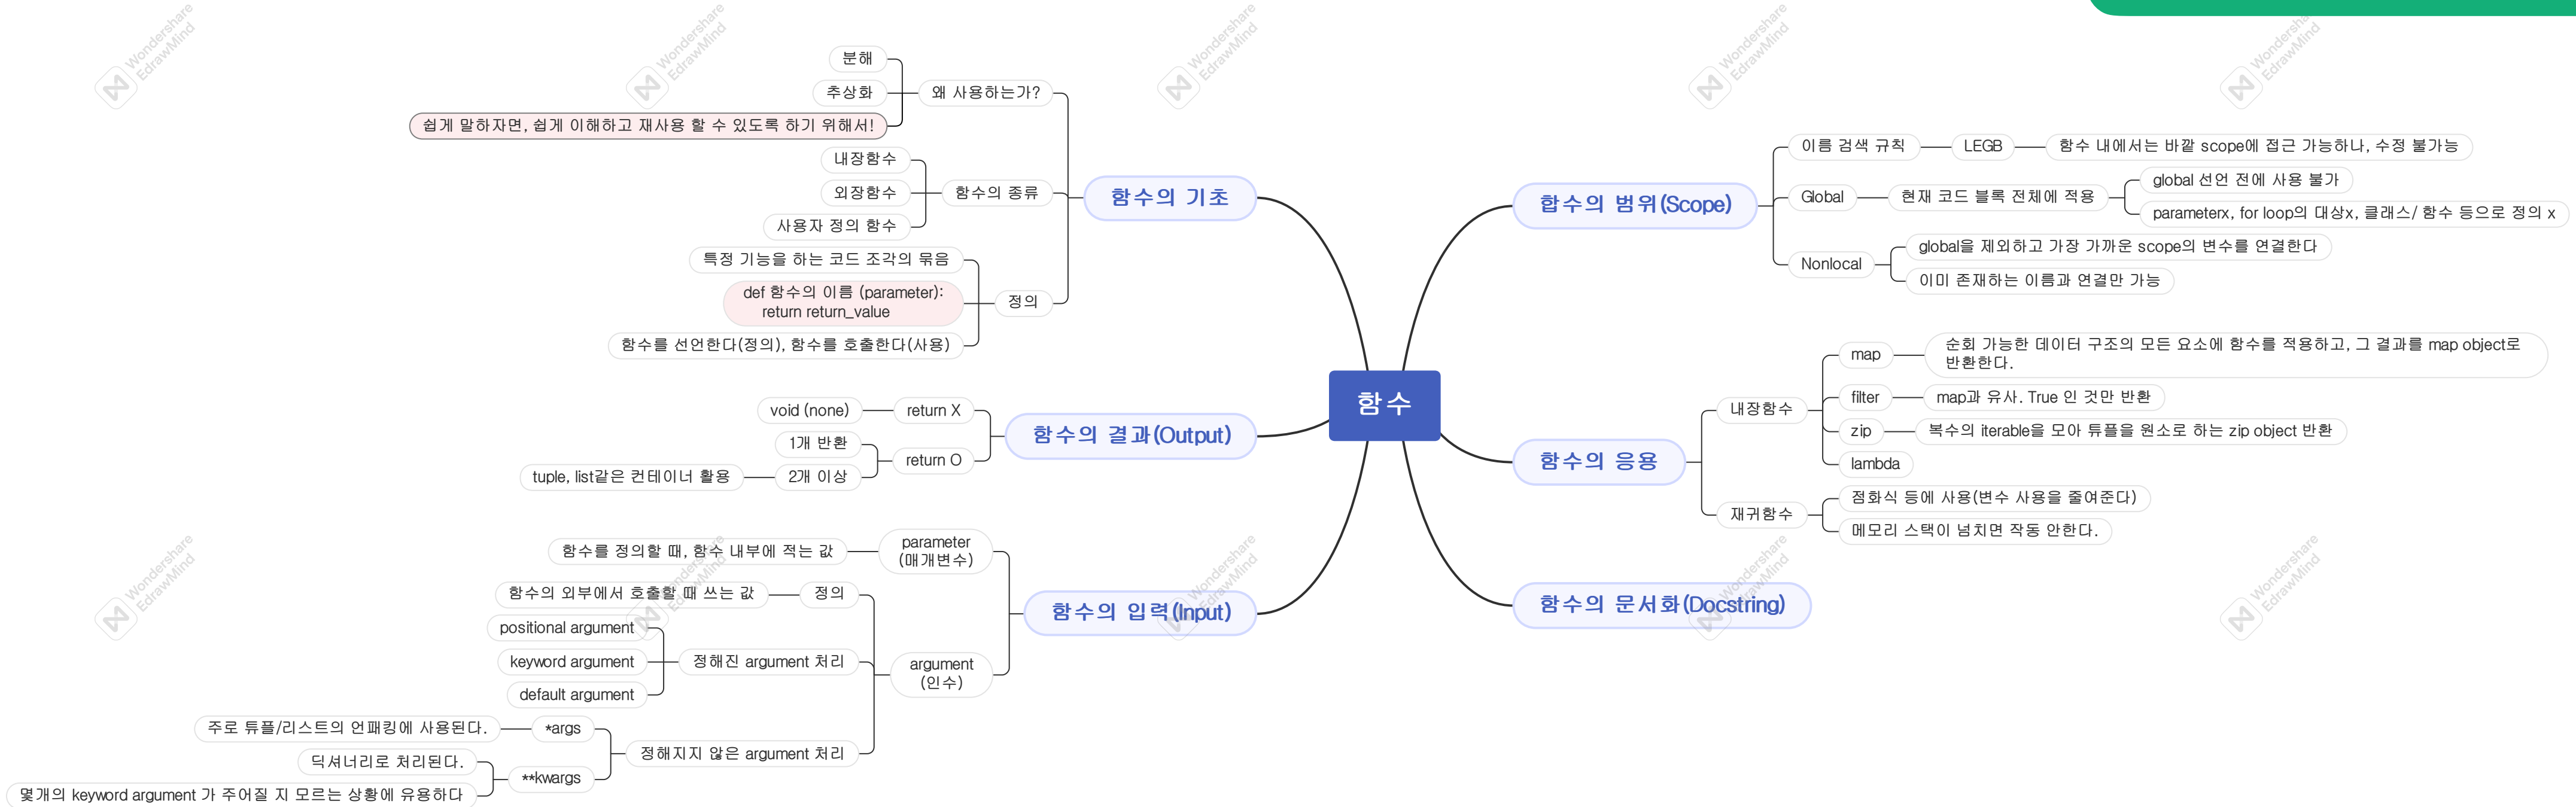 함수
함수의 기초
왜 사용하는가?
분해
추상화
쉽게 말하자면, 쉽게 이해하고 재사용 할 수 있도록 하기 위해서!
함수의 종류
내장함수
외장함수
사용자 정의 함수
정의
특정 기능을 하는 코드 조각의 묶음
def 함수의 이름 (parameter):
return return_value
함수를 선언한다(정의), 함수를 호출한다(사용)
함수의 결과(Output)
return X
void (none)
return O
1개 반환
2개 이상
tuple, list같은 컨테이너 활용
함수의 입력(Input)
parameter
(매개변수)
함수를 정의할 때, 함수 내부에 적는 값
argument
(인수)
정의
함수의 외부에서 호출할 때 쓰는 값
정해진 argument 처리
positional argument
keyword argument
default argument
정해지지 않은 argument 처리
*args
주로 튜플/리스트의 언패킹에 사용된다.
**kwargs
딕셔너리로 처리된다.
몇개의 keyword argument 가 주어질 지 모르는 상황에 유용하다
합수의 범위(Scope)
이름 검색 규칙
LEGB
함수 내에서는 바깥 scope에 접근 가능하나, 수정 불가능
Global
현재 코드 블록 전체에 적용
global 선언 전에 사용 불가
parameterx, for loop의 대상x, 클래스/ 함수 등으로 정의 x
Nonlocal
global을 제외하고 가장 가까운 scope의 변수를 연결한다
이미 존재하는 이름과 연결만 가능
함수의 응용
내장함수
map
순회 가능한 데이터 구조의 모든 요소에 함수를 적용하고, 그 결과를 map object로
반환한다.
filter
map과 유사. True 인 것만 반환
zip
복수의 iterable을 모아 튜플을 원소로 하는 zip object 반환
lambda
재귀함수
점화식 등에 사용(변수 사용을 줄여준다)
메모리 스택이 넘치면 작동 안한다.
함수의 문서화(Docstring)
Wondershare
EdrawMind
Wondershare
EdrawMind
Wondershare
EdrawMind
Wondershare
EdrawMind
Wondershare
EdrawMind
Wondershare
EdrawMind
Wondershare
EdrawMind
Wondershare
EdrawMind
Wondershare
EdrawMind
Wondershare
EdrawMind